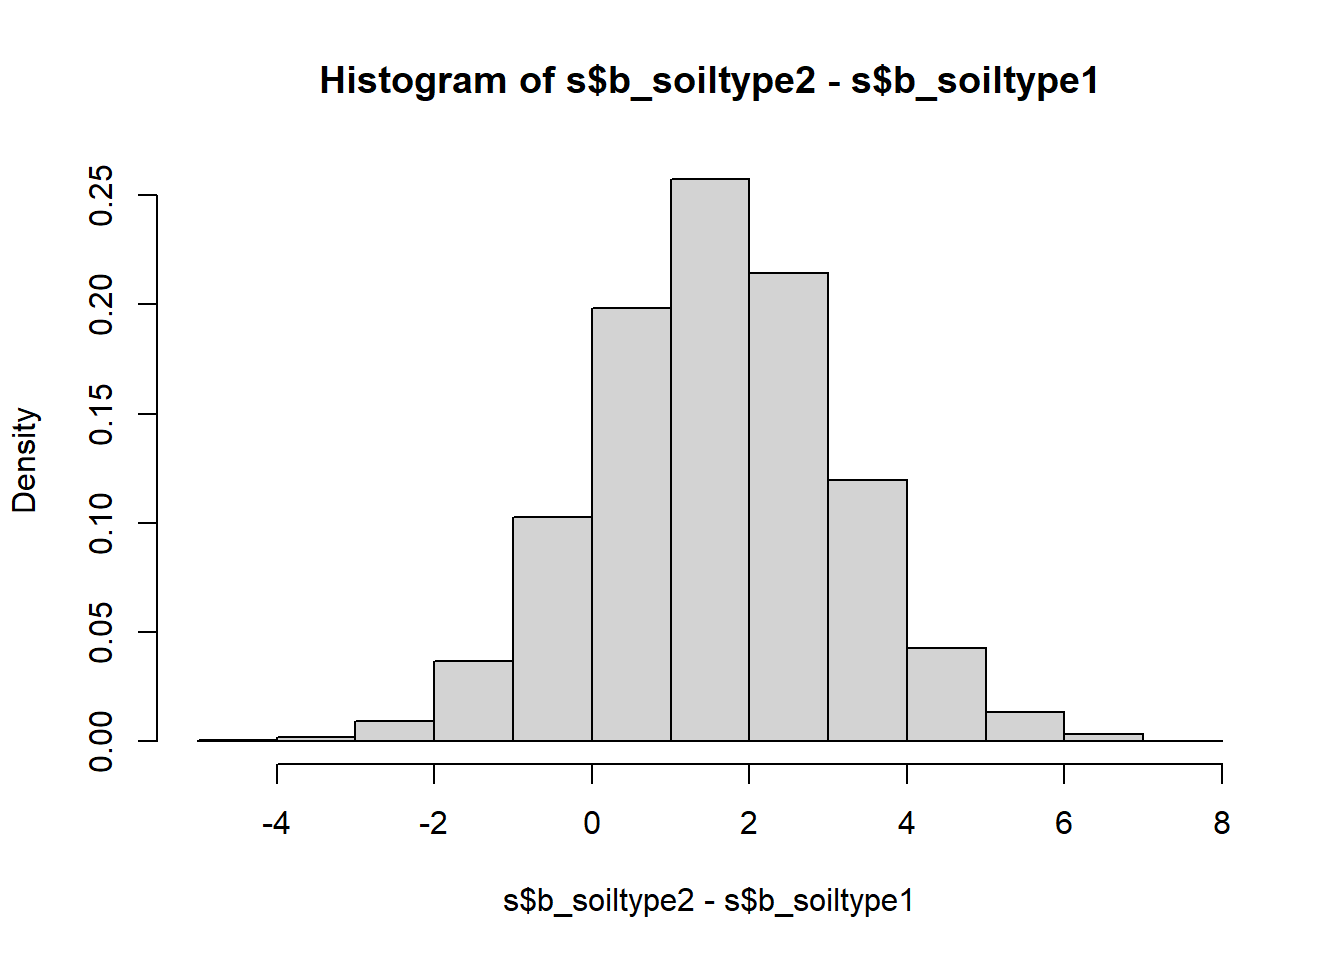 Histogram of s$b_soiltype2 - s$b_soiltype1
0.25
0.20
0.15
0.10
0.05
0.00
Density
-4 -2 0 2 4 6 8
s$b_soiltype2 - s$b_soiltype1